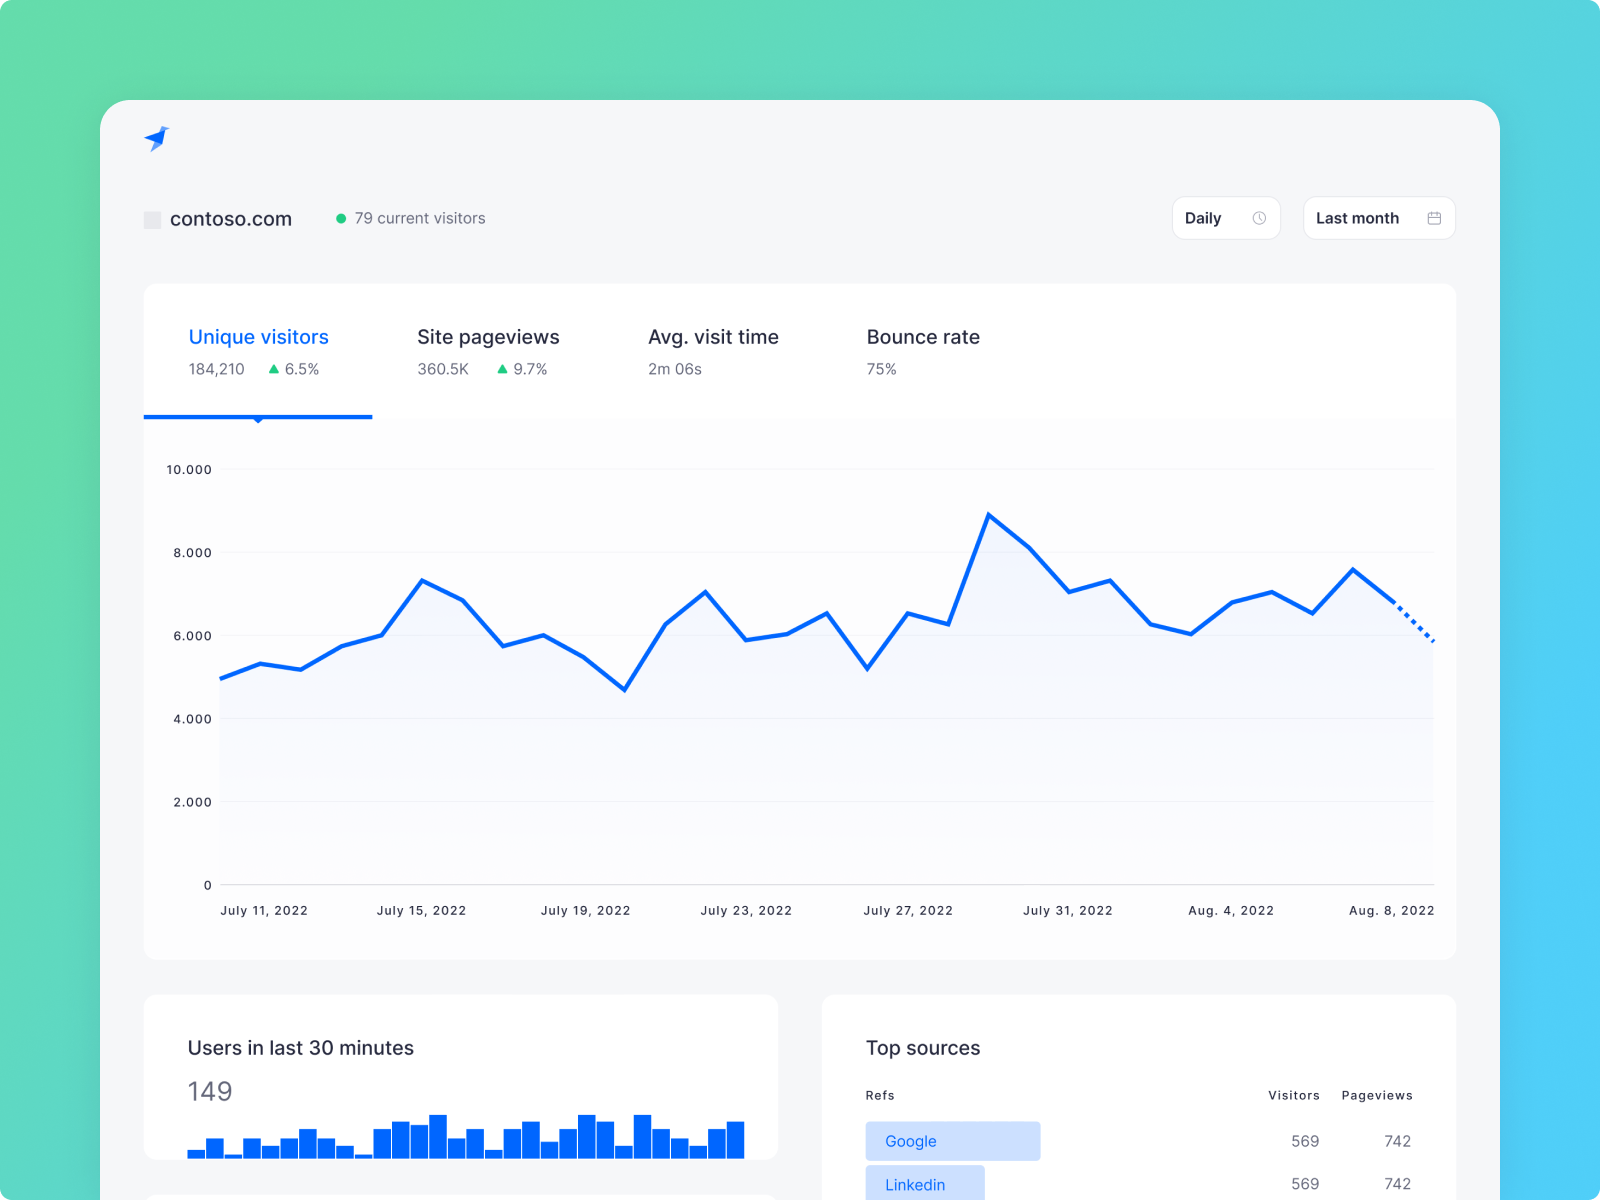 contoso.com
79 current visitors
Daily
Last month
Unique visitors
184,210 6.5%
Site pageviews
360.5K 9.7%
Avg. visit time
2m 06s
Bounce rate
75%
10.000
8.000
6.000
4.000
2.000
0
July 11, 2022 July 15, 2022 July 19, 2022 July 23, 2022 July 27, 2022 July 31, 2022 Aug. 4, 2022 Aug. 8, 2022
Users in last 30 minutes
149
Top sources
Refs Visitors Pageviews
Google 569 742
Linkedin 569 742